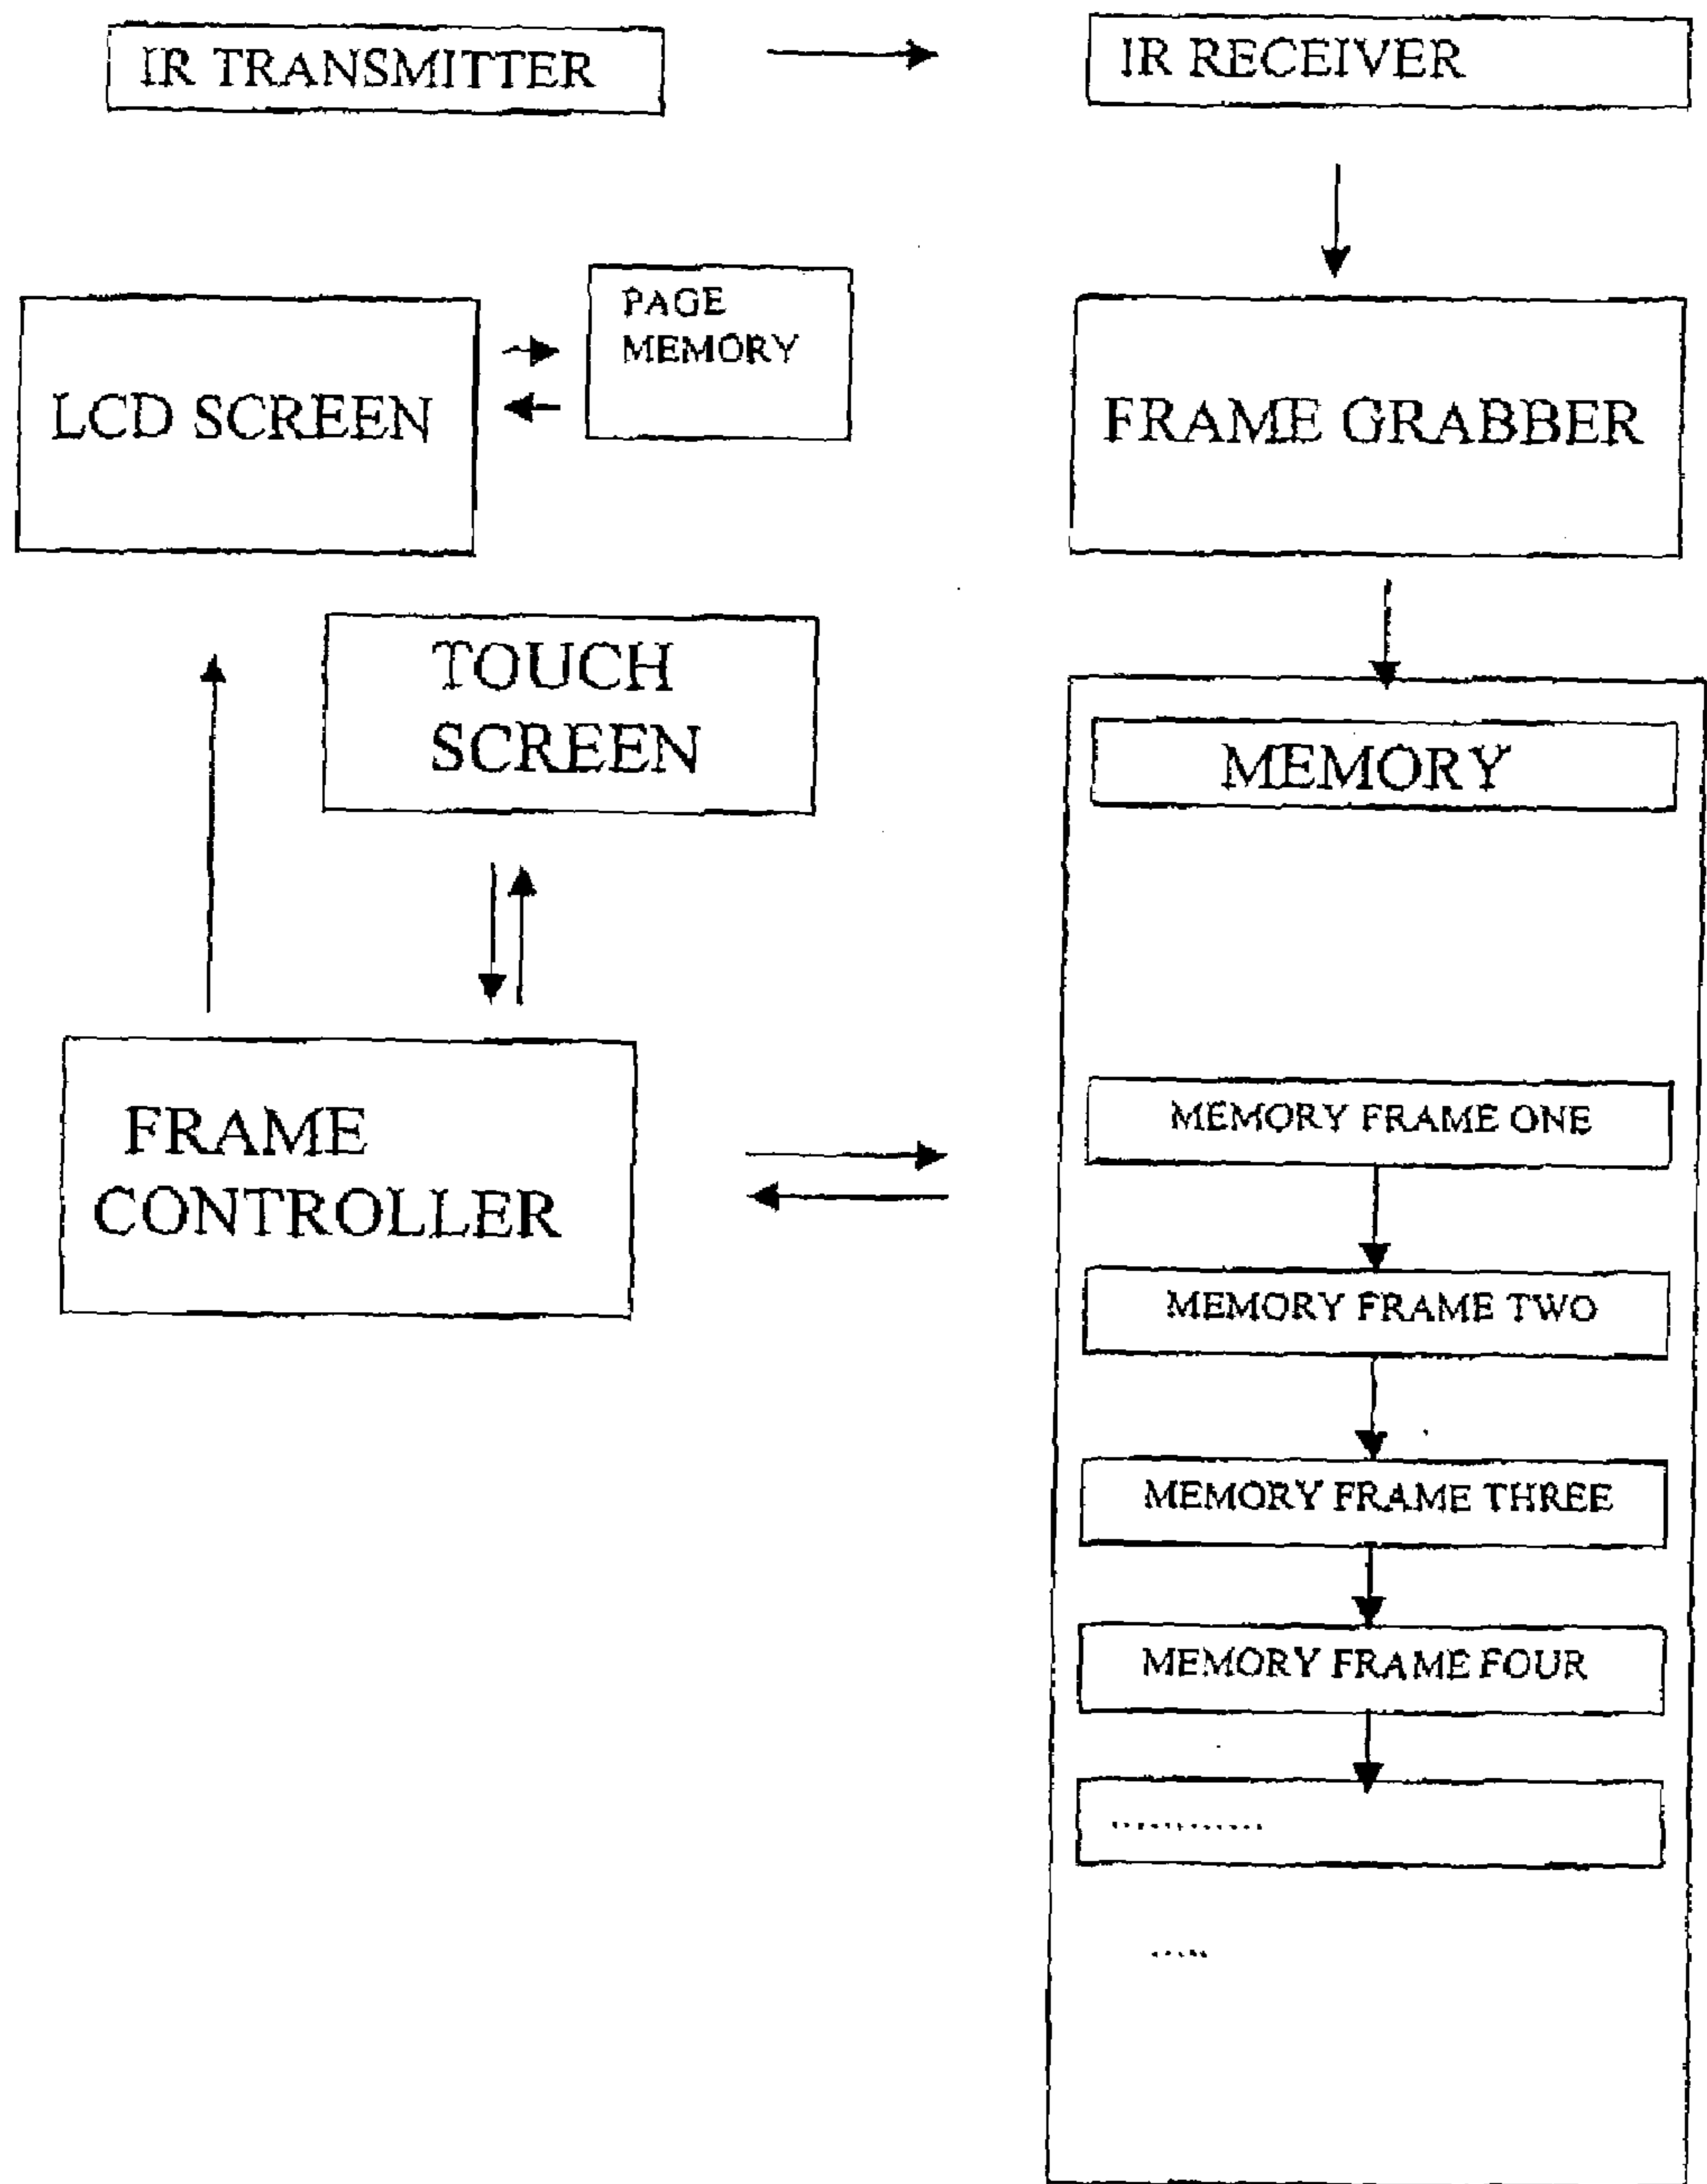 IR TRANSMITTER
IR RECEIVER
PAGE
MEMORY
LCD SCREEN
FRAME GRABBER
TOUCH
SCREEN
MEMORY
FRAME
CONTROLLER
MEMORY FRAME ONE
MEMORY FRAME TWO
MEMORY FRAME THREE
MEMORY FRAME FOUR
............
.....